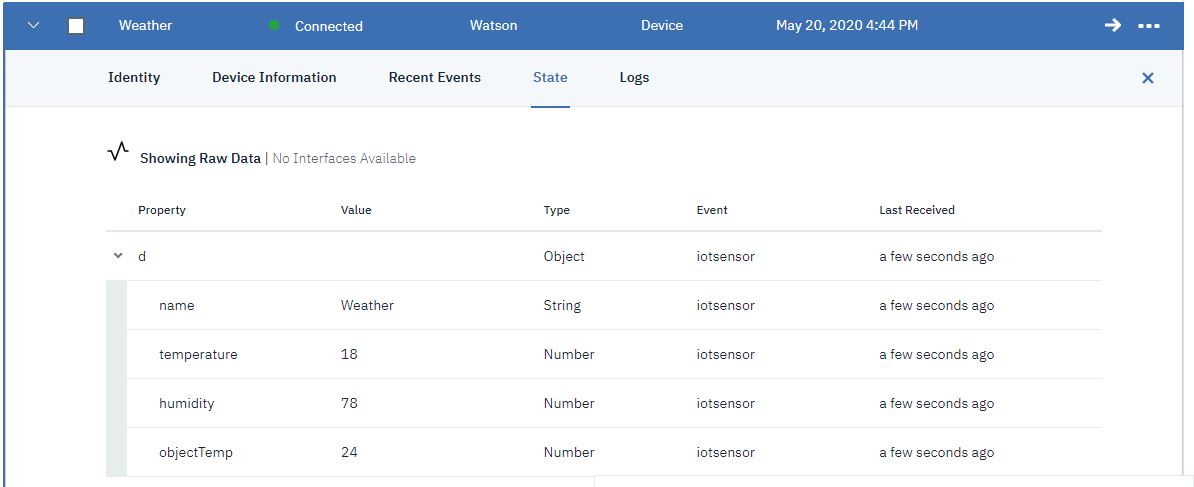 Weather Connected Watson Device May 20, 2020 4:44 PM
Identity Device Information Recent Events State Logs
Showing Raw Data | No Interfaces Available
Property Value Type Event Last Received
d Object iotsensor a few seconds ago
name Weather String iotsensor a few seconds ago
temperature 18 Number iotsensor a few seconds ago
humidity 78 Number iotsensor a few seconds ago
objectTemp 24 Number iotsensor a few seconds ago